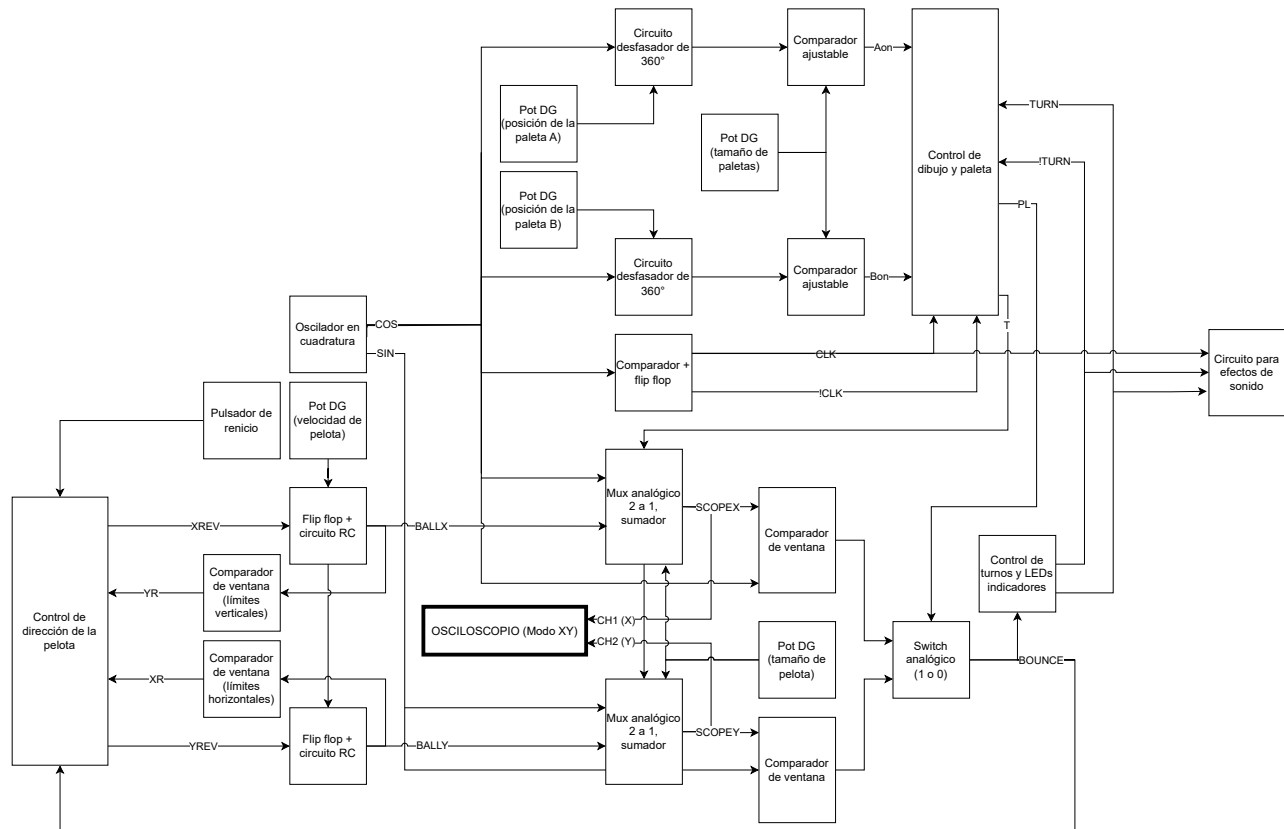 Circuito
desfasador de
360°
Comparador
ajustable
Aon
Control de
dibujo y paleta
Pot DG
(posición de la
paleta A)
Pot DG
(tamaño de
paletas)
TURN
!TURN
PL
Pot DG
(posición de la
paleta B)
Circuito
desfasador de
360°
Comparador
ajustable
Bon
T
Oscilador en
cuadratura
COS
SIN
Comparador +
flip flop
CLK
!CLK
Circuito para
efectos de
sonido
Pulsador de
renicio
Pot DG
(velocidad de
pelota)
Mux analógico
2 a 1,
sumador
SCOPEX
Comparador
de ventana
XREV
Flip flop +
circuito RC
BALLX
Control de
dirección de la
pelota
YR
Comparador
de ventana
(límites
verticales)
Control de
turnos y LEDs
indicadores
OSCILOSCOPIO (Modo XY)
CH1 (X)
CH2 (Y)
XR
Comparador
de ventana
(límites
horizontales)
Pot DG
(tamaño de
pelota)
Switch
analógico
(1 o 0)
BOUNCE
YREV
Flip flop +
circuito RC
BALLY
Mux analógico
2 a 1,
sumador
SCOPEY
Comparador
de ventana